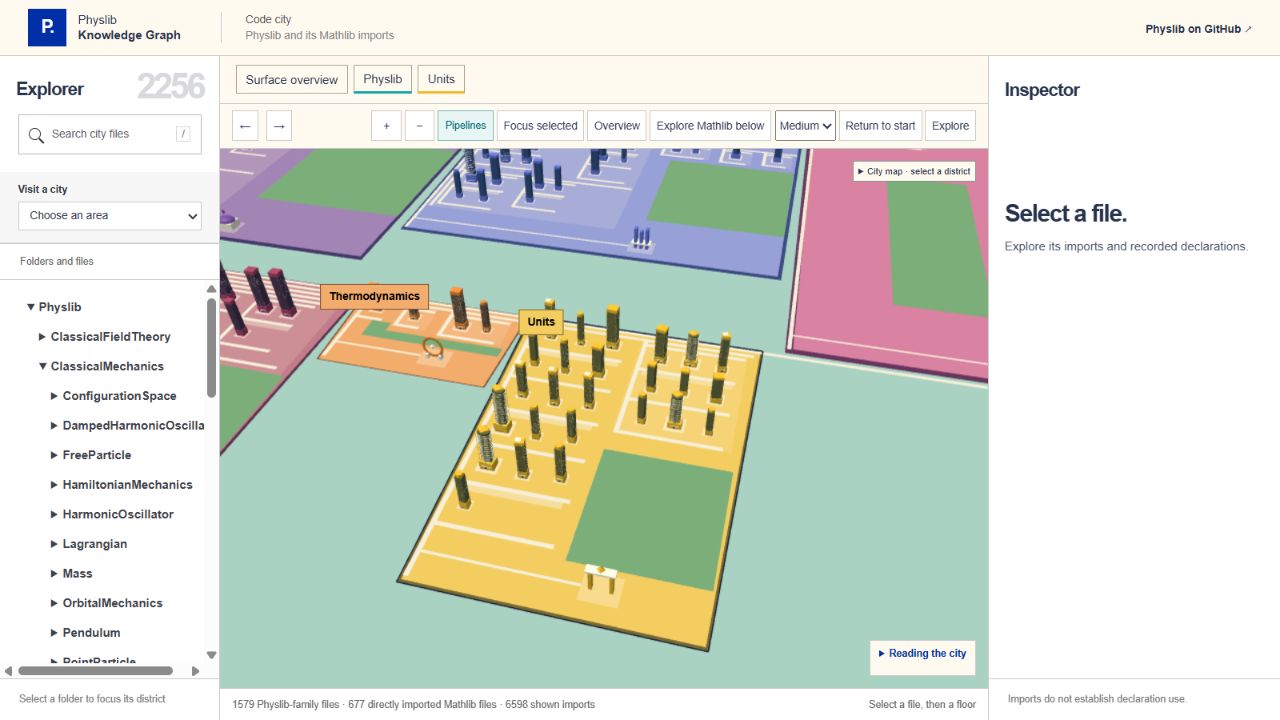 P.
Physlib
Knowledge Graph
Code city
Physlib and its Mathlib imports
Physlib on GitHub ↗
Explorer
2256
Search city files
/
Visit a city
Choose an area
Folders and files
▼ Physlib
▶ ClassicalFieldTheory
▼ ClassicalMechanics
▶ ConfigurationSpace
▶ DampedHarmonicOscilla
▶ FreeParticle
▶ HamiltonianMechanics
▶ HarmonicOscillator
▶ Lagrangian
▶ Mass
▶ OrbitalMechanics
▶ Pendulum
▶ PointParticle
Select a folder to focus its district
Surface overview
Physlib
Units
← →
+
−
Pipelines
Focus selected
Overview
Explore Mathlib below
Medium
Return to start
Explore
▶ City map · select a district
Thermodynamics
Units
▶ Reading the city
1579 Physlib-family files · 677 directly imported Mathlib files · 6598 shown imports
Select a file, then a floor
Inspector
Select a file.
Explore its imports and recorded declarations.
Imports do not establish declaration use.